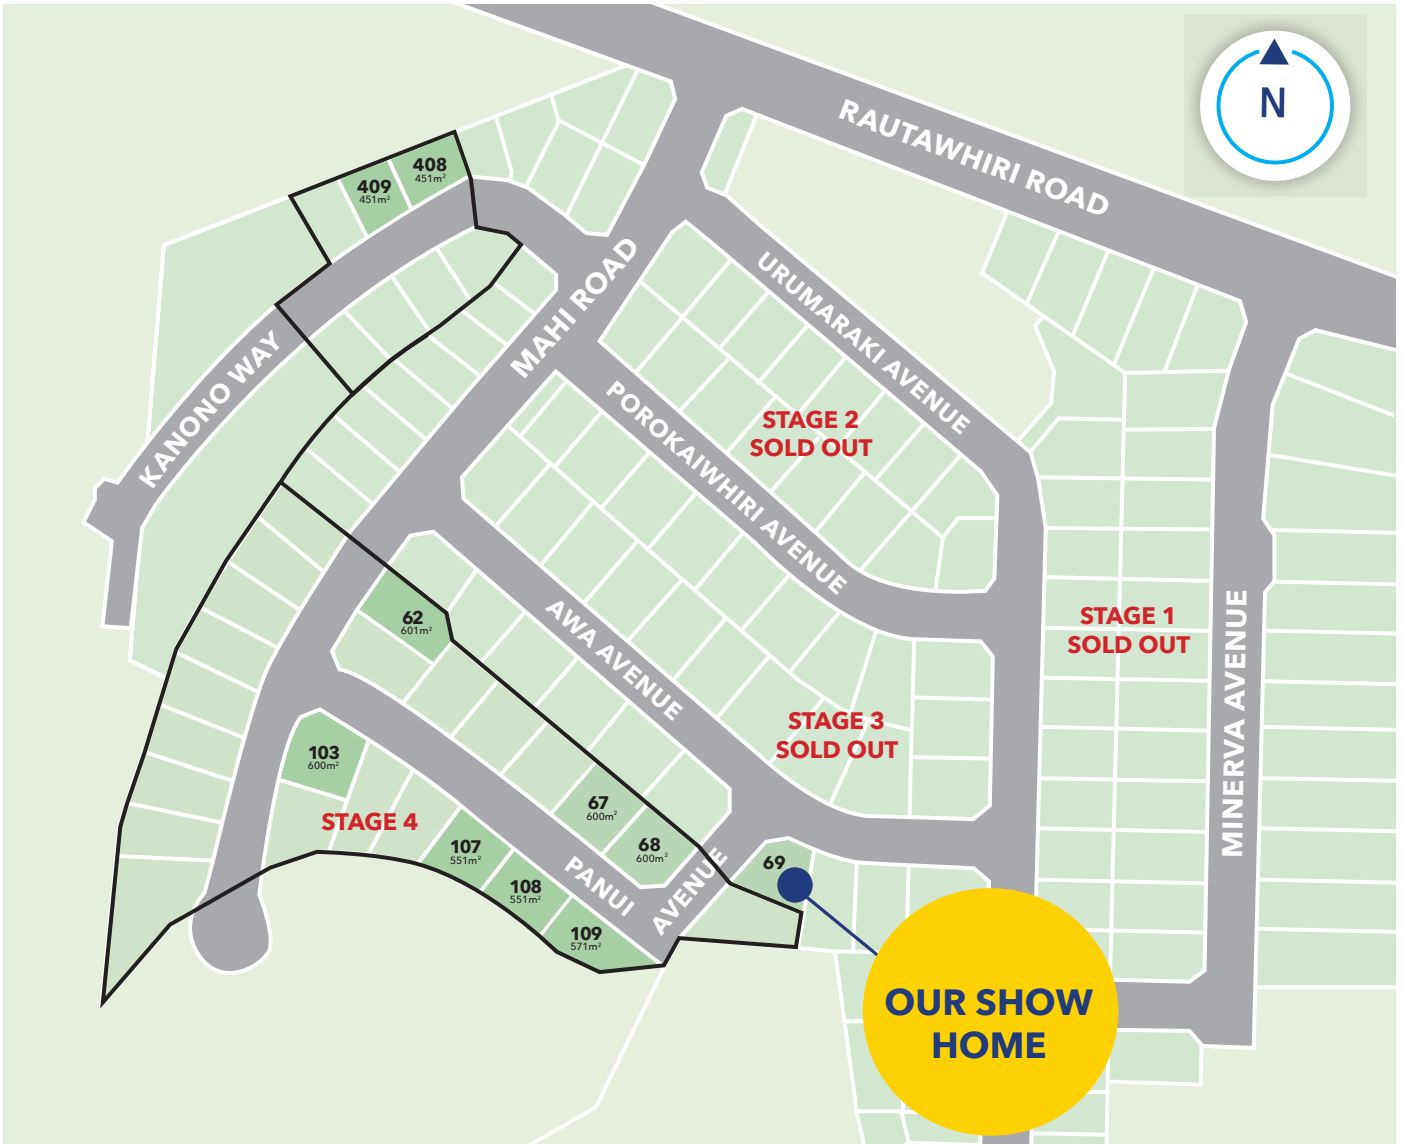 N
RAUTAWHIRI ROAD
408
451m²
409
451m²
MAHI ROAD
URUMARAKI AVENUE
KANONO WAY
POROKAIWHIRI AVENUE
STAGE 2
SOLD OUT
62
601m²
AWA AVENUE
STAGE 1
SOLD OUT
MINERVA AVENUE
STAGE 3
SOLD OUT
103
600m²
STAGE 4
67
600m²
68
600m²
107
551m²
108
551m²
109
571m²
PANUI
AVENUE
69
OUR SHOW
HOME